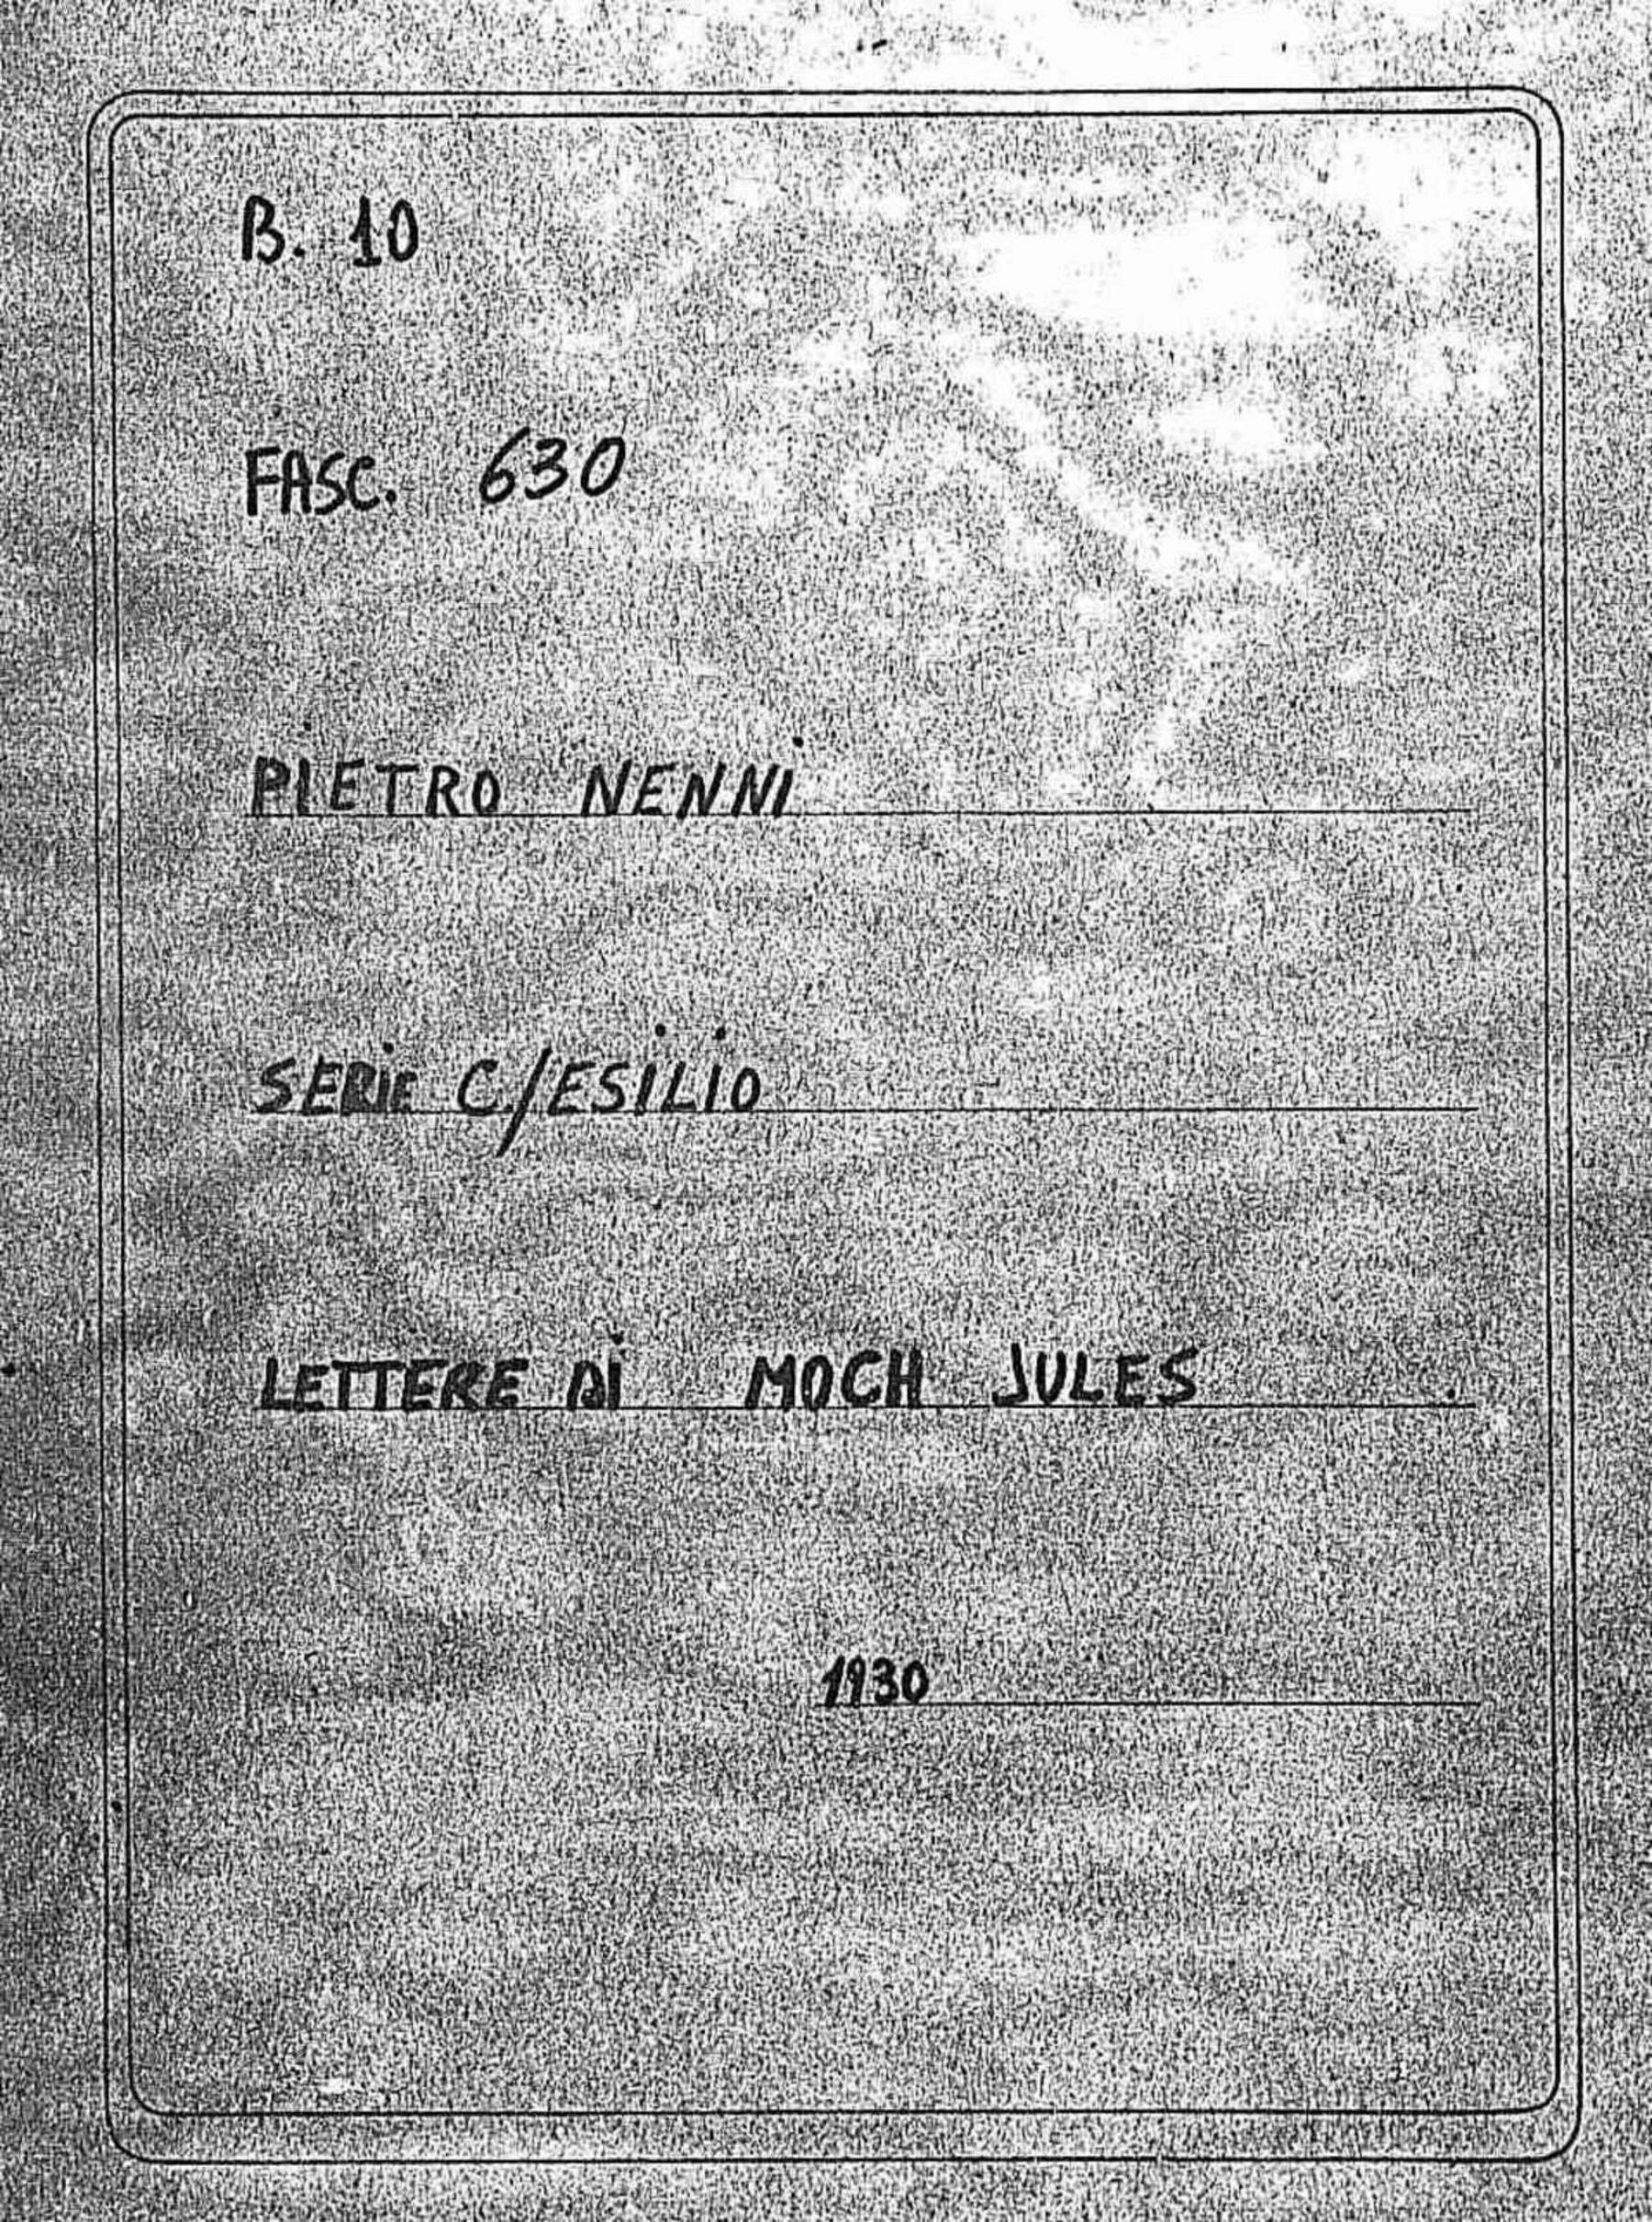 B. 10
FASC. 630
PIETRO NENNI
SERIE C/ESILIO
LETTERE DI MOCH JULES
1930